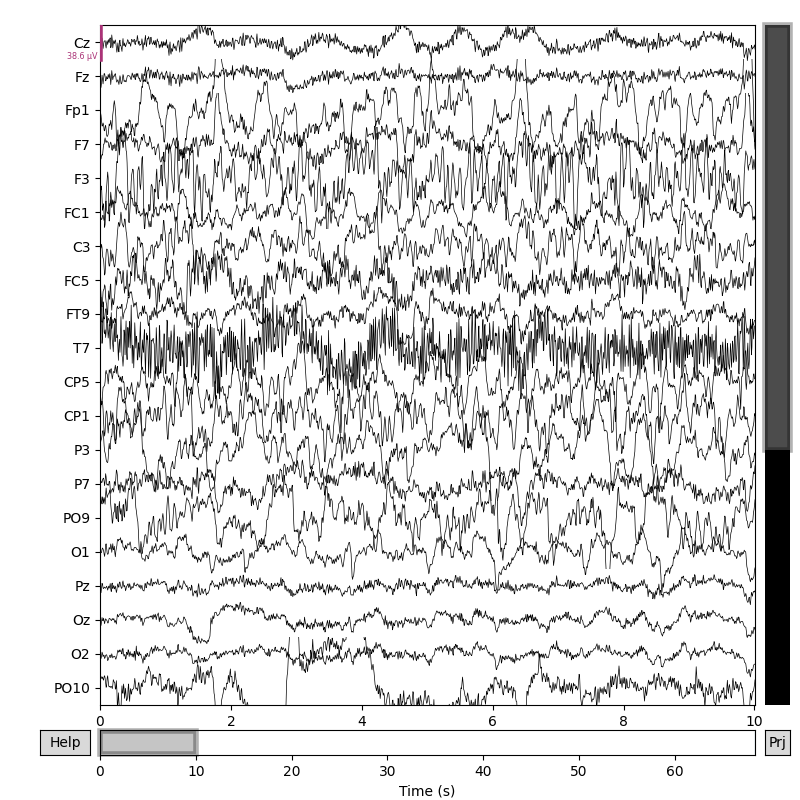 Cz
38.6 µV
Fz
Fp1
F7
F3
FC1
C3
FC5
FT9
T7
CP5
CP1
P3
P7
PO9
O1
Pz
Oz
O2
PO10
0 2 4 6 8 10
Help
Prj
0 10 20 30 40 50 60
Time (s)